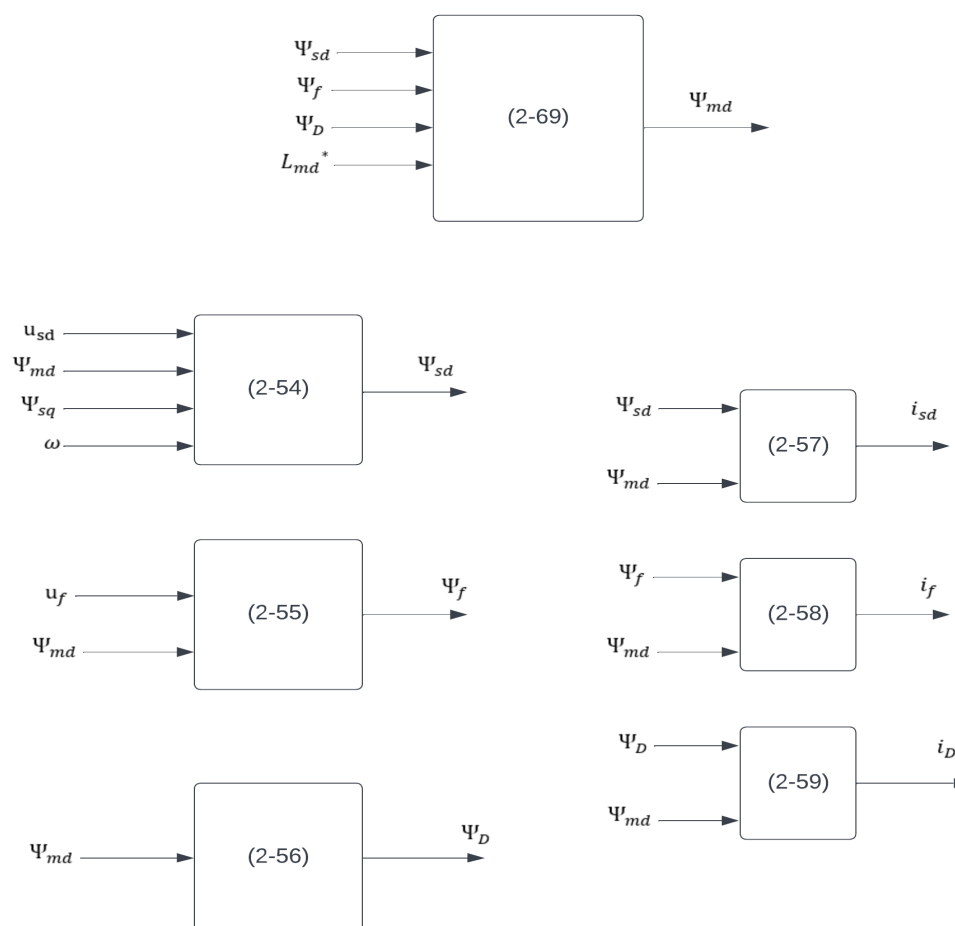 Ψsd
Ψf
ΨD
Lmd*
(2-69)
Ψmd
usd
Ψmd
Ψsq
ω
(2-54)
Ψsd
uf
Ψmd
(2-55)
Ψf
Ψmd
(2-56)
ΨD
Ψsd
Ψmd
(2-57)
isd
Ψf
Ψmd
(2-58)
if
ΨD
Ψmd
(2-59)
iD